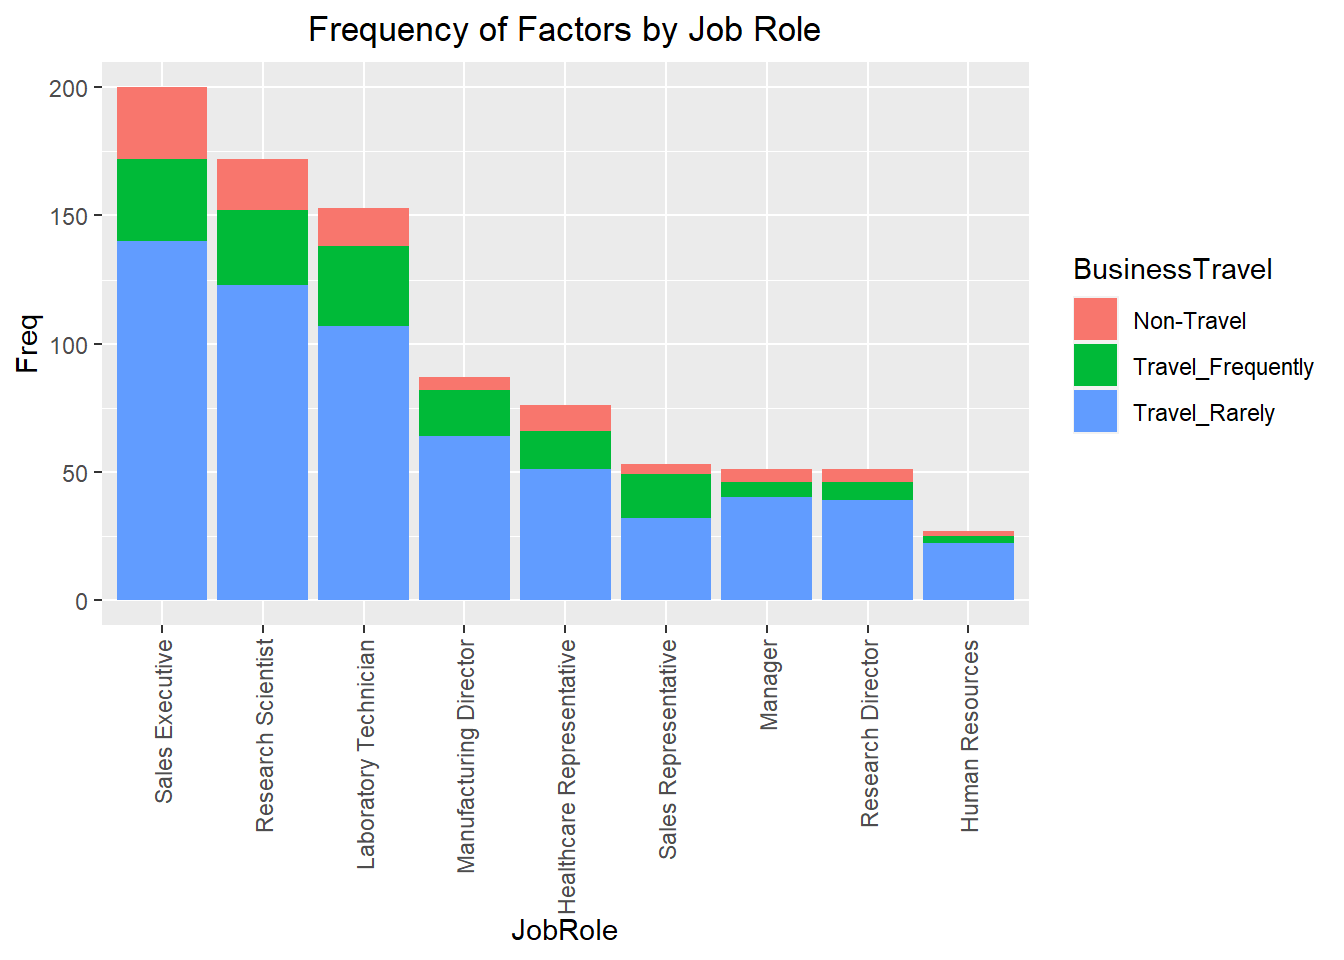 Frequency of Factors by Job Role
Freq
200
150
100
50
0
Sales Executive
Research Scientist
Laboratory Technician
Manufacturing Director
Healthcare Representative
Sales Representative
Manager
Research Director
Human Resources
JobRole
BusinessTravel
Non-Travel
Travel_Frequently
Travel_Rarely